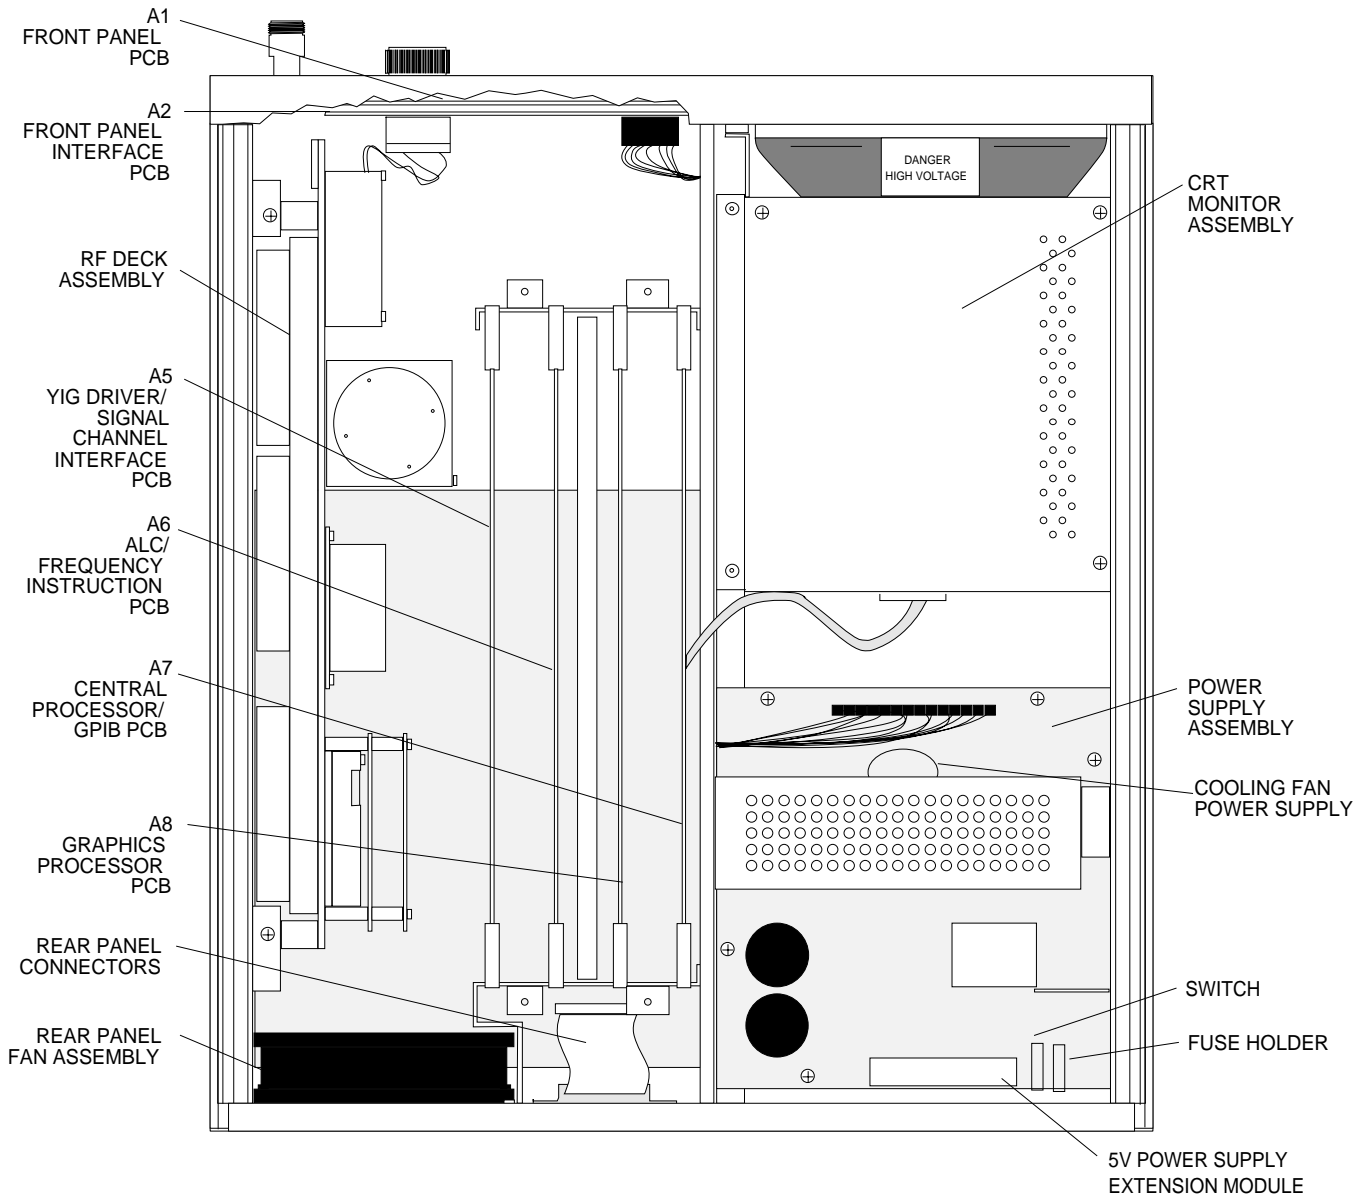 A1
FRONT PANEL
PCB
A2
FRONT PANEL
INTERFACE
PCB
RF DECK
ASSEMBLY
A5
YIG DRIVER/
SIGNAL
CHANNEL
INTERFACE
PCB
A6
ALC/
FREQUENCY
INSTRUCTION
PCB
A7
CENTRAL
PROCESSOR/
GPIB PCB
A8
GRAPHICS
PROCESSOR
PCB
REAR PANEL
CONNECTORS
REAR PANEL
FAN ASSEMBLY
DANGER
HIGH VOLTAGE
CRT
MONITOR
ASSEMBLY
POWER
SUPPLY
ASSEMBLY
COOLING FAN
POWER SUPPLY
SWITCH
FUSE HOLDER
5V POWER SUPPLY
EXTENSION MODULE